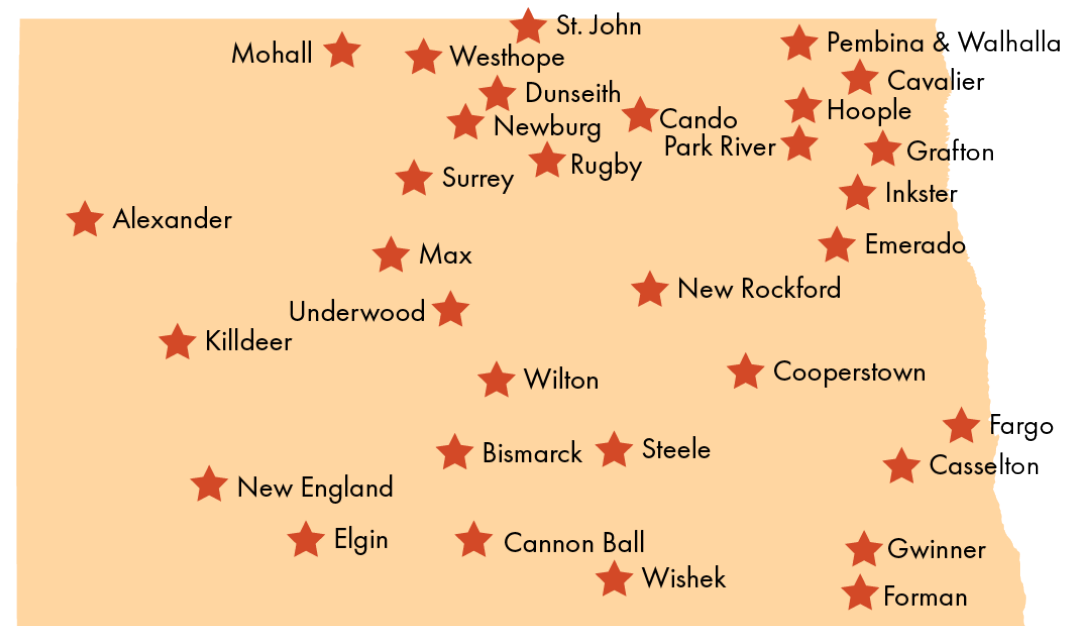 St. John
Pembina & Walhalla
Mohall
Westhope
Cavalier
Dunseith
Hoople
Cando
Newburg
Park River
Grafton
Rugby
Surrey
Inkster
Alexander
Emerado
Max
New Rockford
Underwood
Killdeer
Cooperstown
Wilton
Fargo
Steele
Bismarck
Casselton
New England
Elgin
Cannon Ball
Gwinner
Wishek
Forman